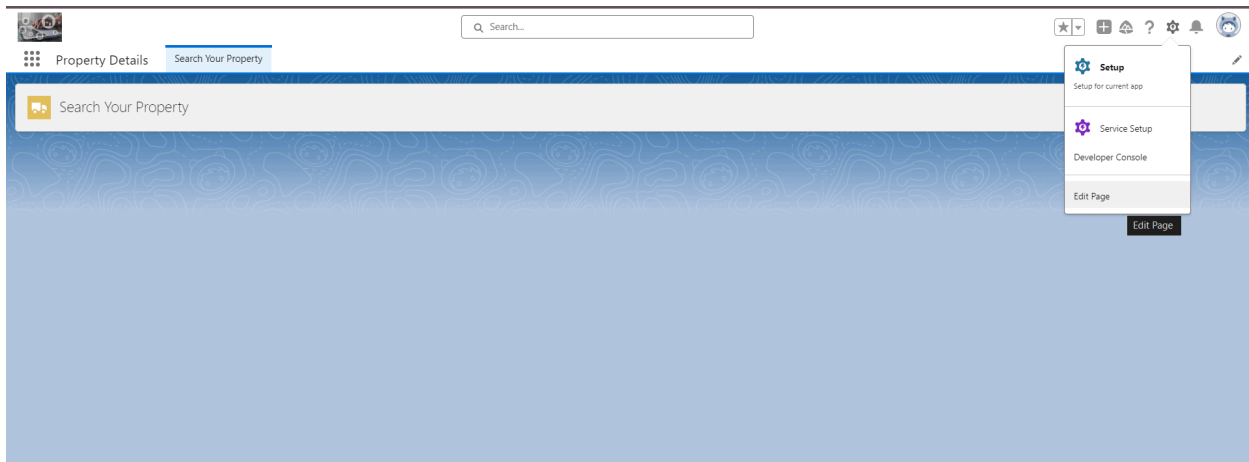 Search...
Property Details
Search Your Property
Setup
Setup for current app
Search Your Property
Service Setup
Developer Console
Edit Page
Edit Page